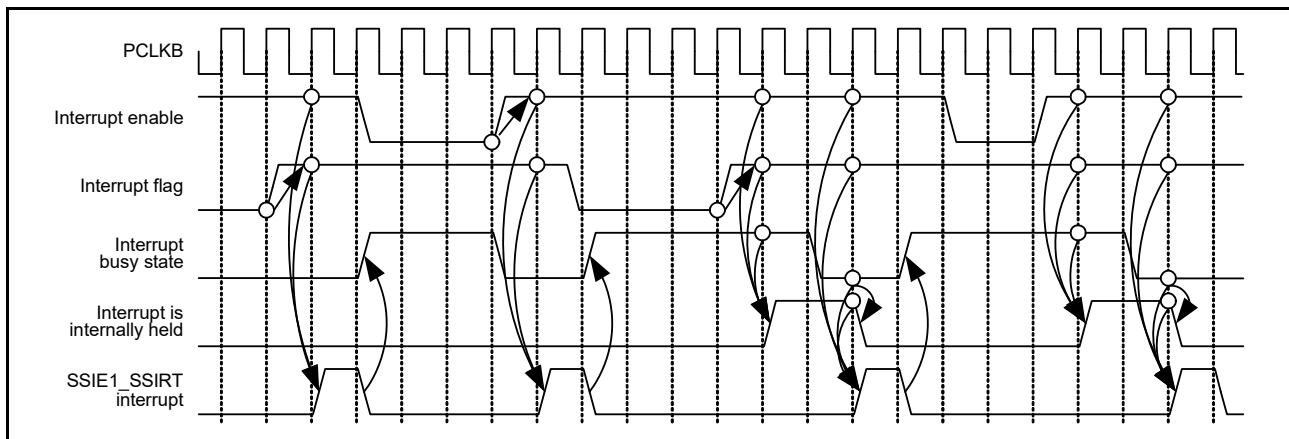 PCLKB
Interrupt enable
Interrupt flag
Interrupt
busy state
Interrupt is
internally held
SSIE1_SSIRT
interrupt